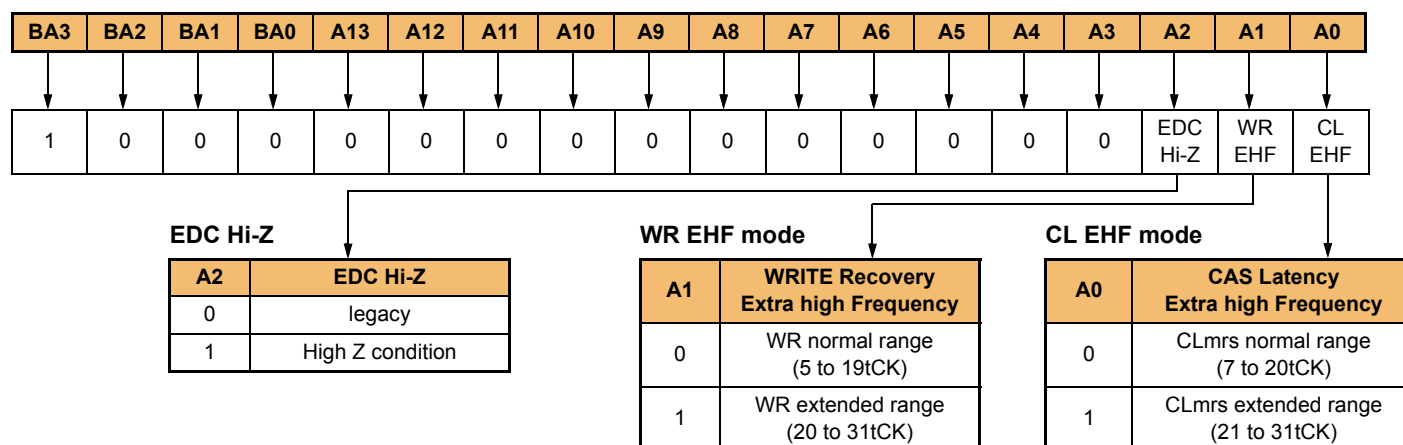 BA3 BA2 BA1 BA0 A13 A12 A11 A10 A9 A8 A7 A6 A5 A4 A3 A2 A1 A0
1 0 0 0 0 0 0 0 0 0 0 0 0 0 0 EDC Hi-Z WR EHF CL EHF
EDC Hi-Z
A2 EDC Hi-Z
0 legacy
1 High Z condition
WR EHF mode
A1 WRITE Recovery
Extra high Frequency
0 WR normal range
(5 to 19tCK)
1 WR extended range
(20 to 31tCK)
CL EHF mode
A0 CAS Latency
Extra high Frequency
0 CLmrs normal range
(7 to 20tCK)
1 CLmrs extended range
(21 to 31tCK)